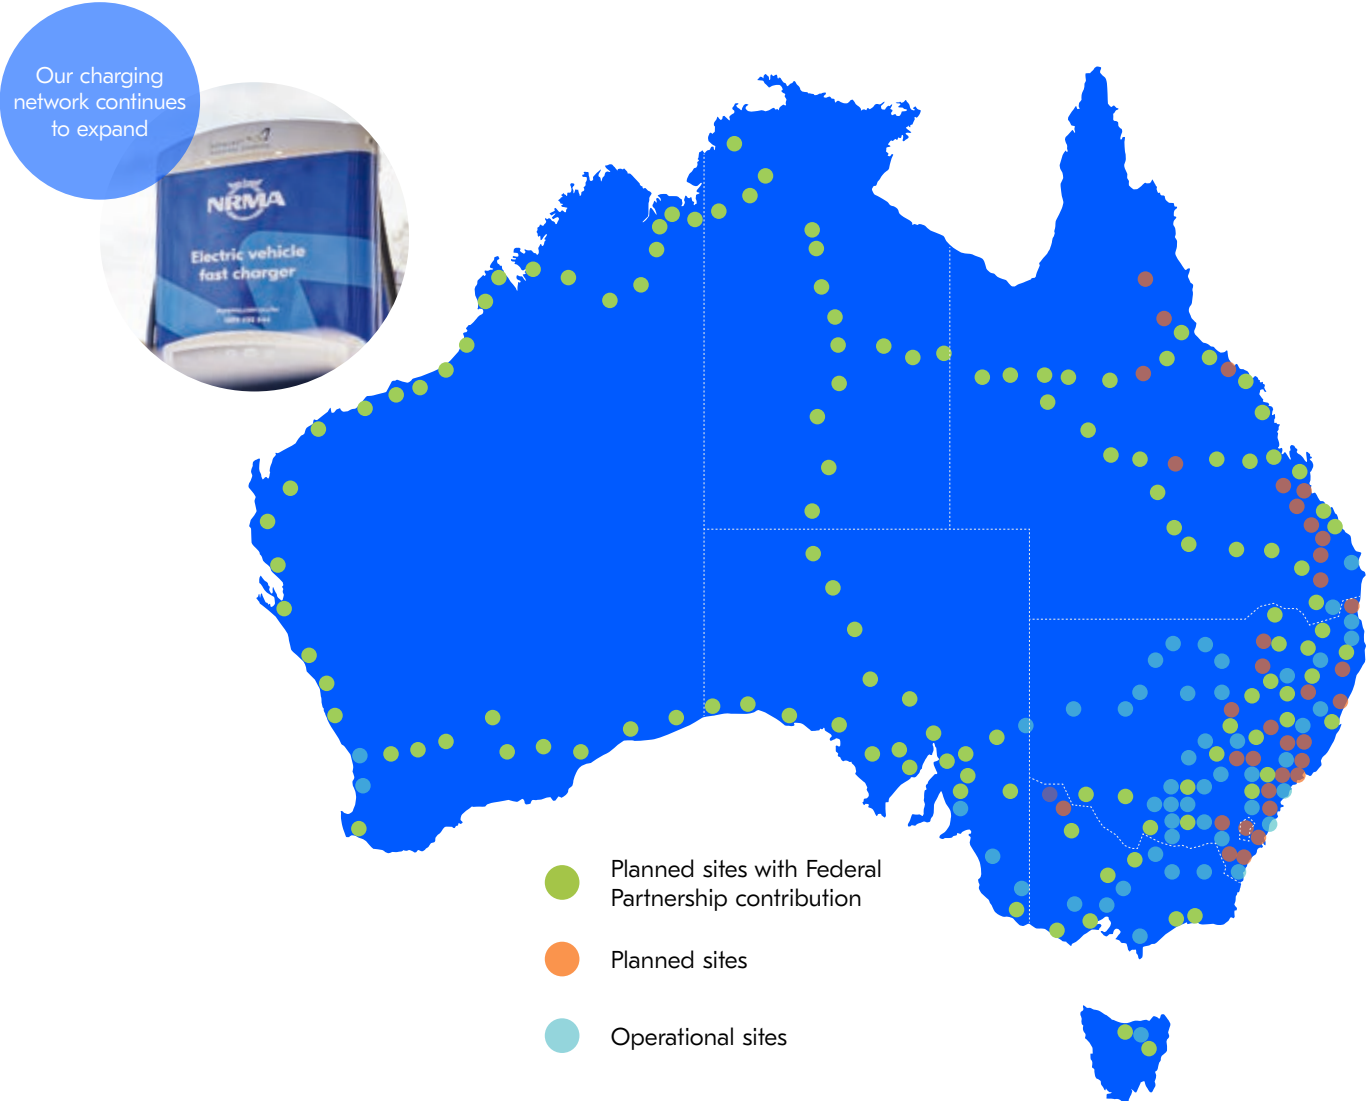 Our charging
network continues
to expand
NRMA
Electric vehicle
fast charger
Planned sites with Federal
Partnership contribution
Planned sites
Operational sites